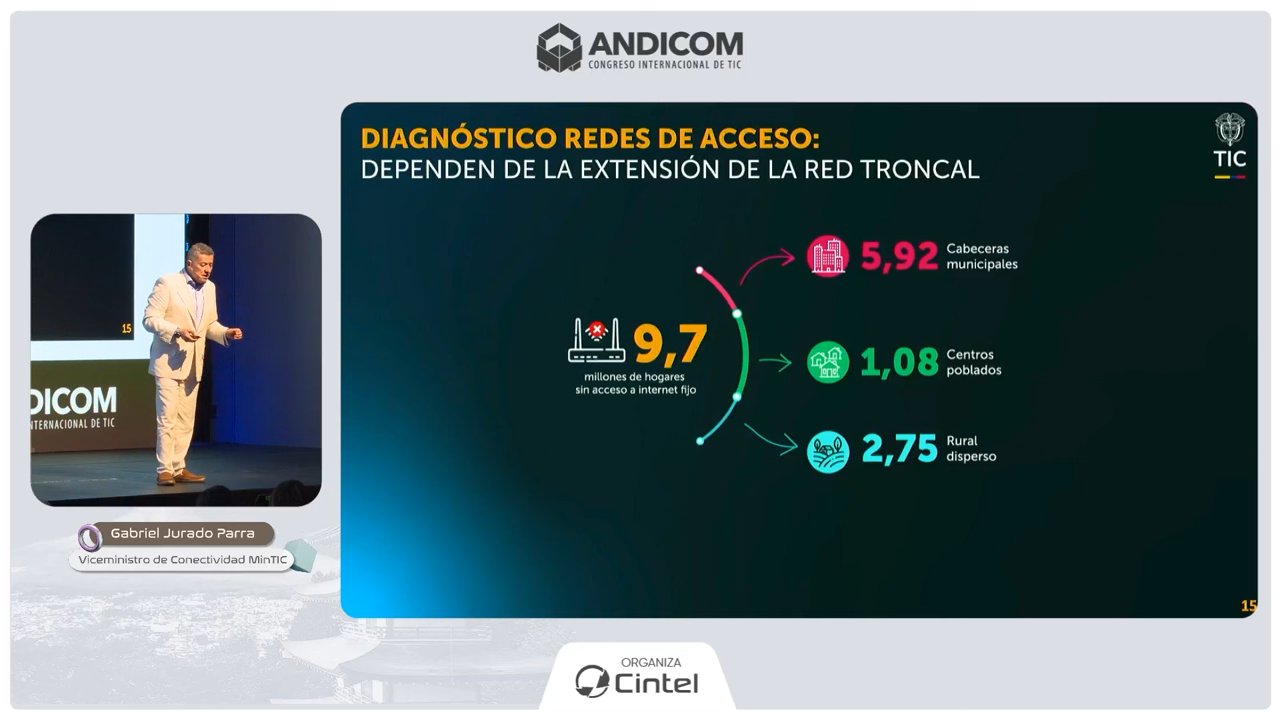 ANDICOM
CONGRESO INTERNACIONAL DE TIC
DIAGNÓSTICO REDES DE ACCESO:
DEPENDEN DE LA EXTENSIÓN DE LA RED TRONCAL
TIC
9,7
millones de hogares
sin acceso a internet fijo
5,92
Cabeceras
municipales
1,08
Centros
poblados
2,75
Rural
disperso
15
15
DICOM
NTERNACIONAL DE TIC
Gabriel Jurado Parra
Viceministro de Conectividad MinTIC
ORGANIZA
Cintel